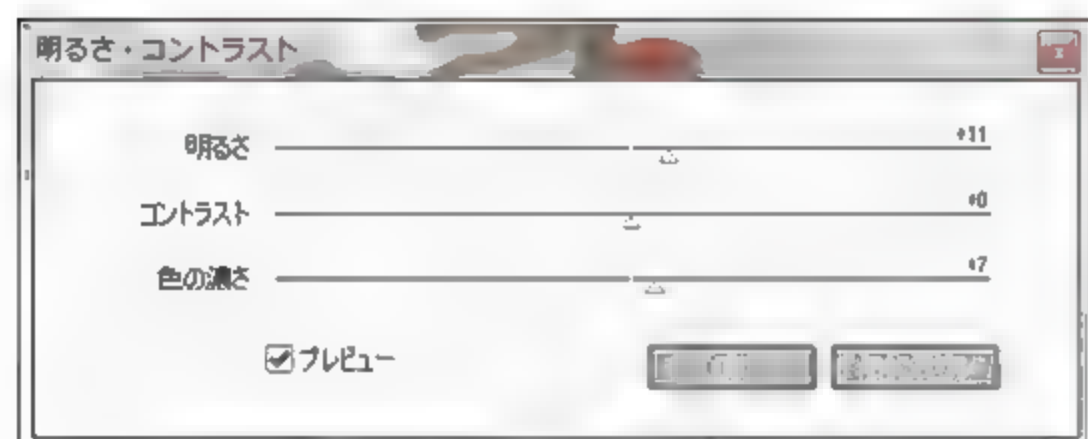 明るさ・コントラスト
明るさ +11
コントラスト +0
色の濃さ +7
プレビュー